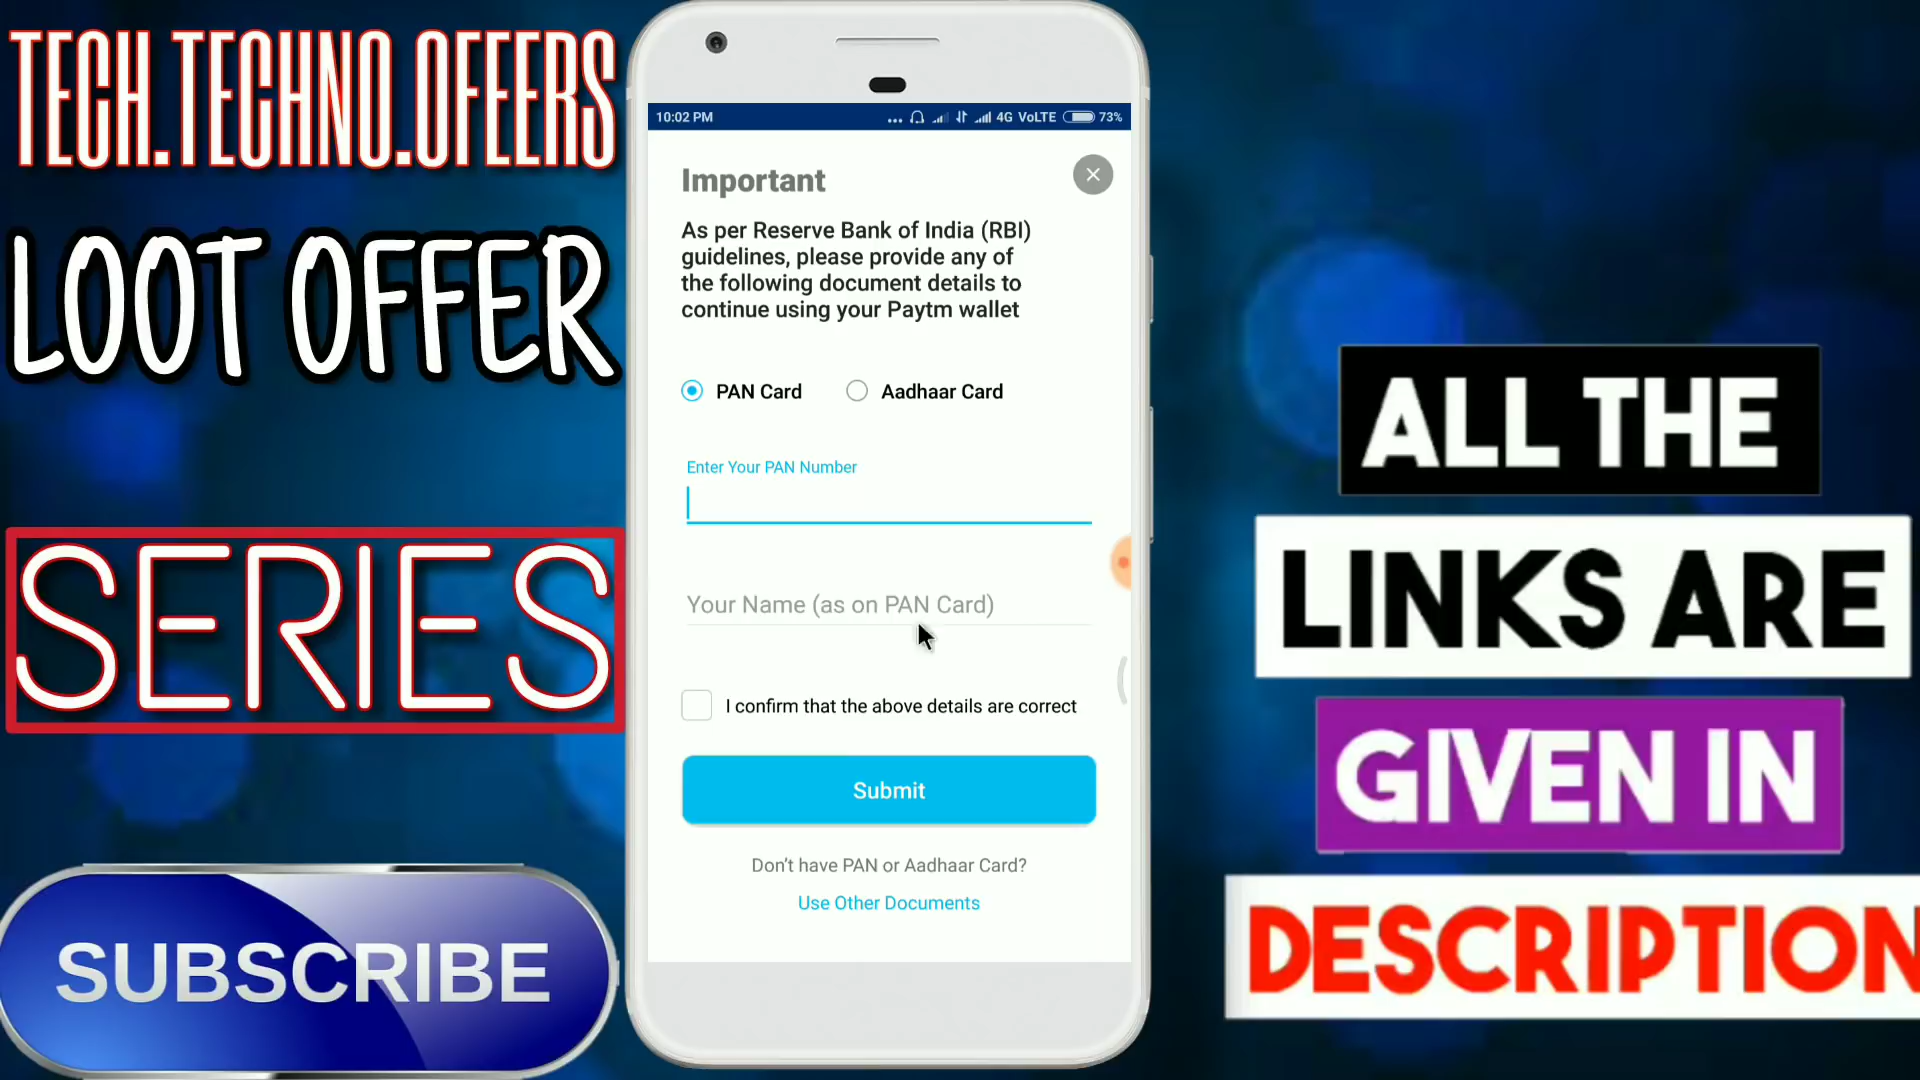 TECH.TECHNO.OFEERS
LOOT OFFER
SERIES
SUBSCRIBE
10:02 PM
... 4G VoLTE 73%
Important
As per Reserve Bank of India (RBI)
guidelines, please provide any of
the following document details to
continue using your Paytm wallet
PAN Card Aadhaar Card
Enter Your PAN Number
Your Name (as on PAN Card)
I confirm that the above details are correct
Submit
Don't have PAN or Aadhaar Card?
Use Other Documents
ALL THE
LINKS ARE
GIVEN IN
DESCRIPTION